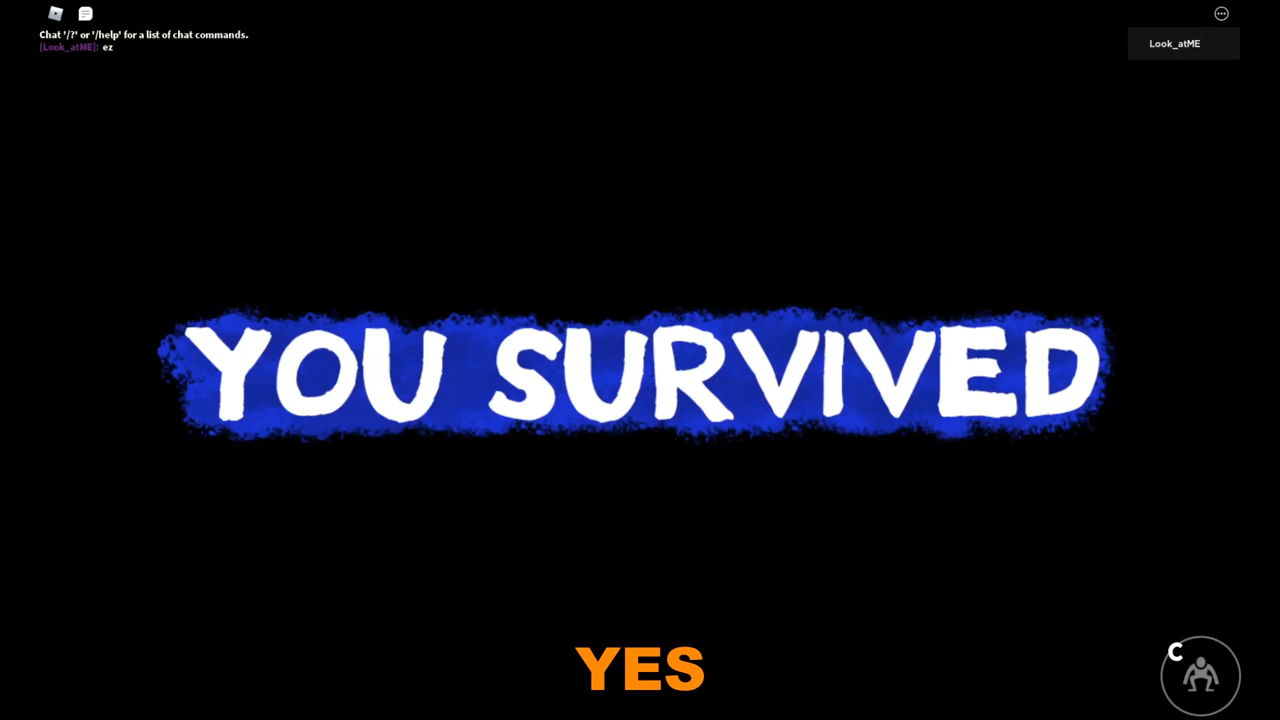 Chat '/?' or '/help' for a list of chat commands.
[Look_atME]: ez
Look_atME
YOU SURVIVED
YES
C